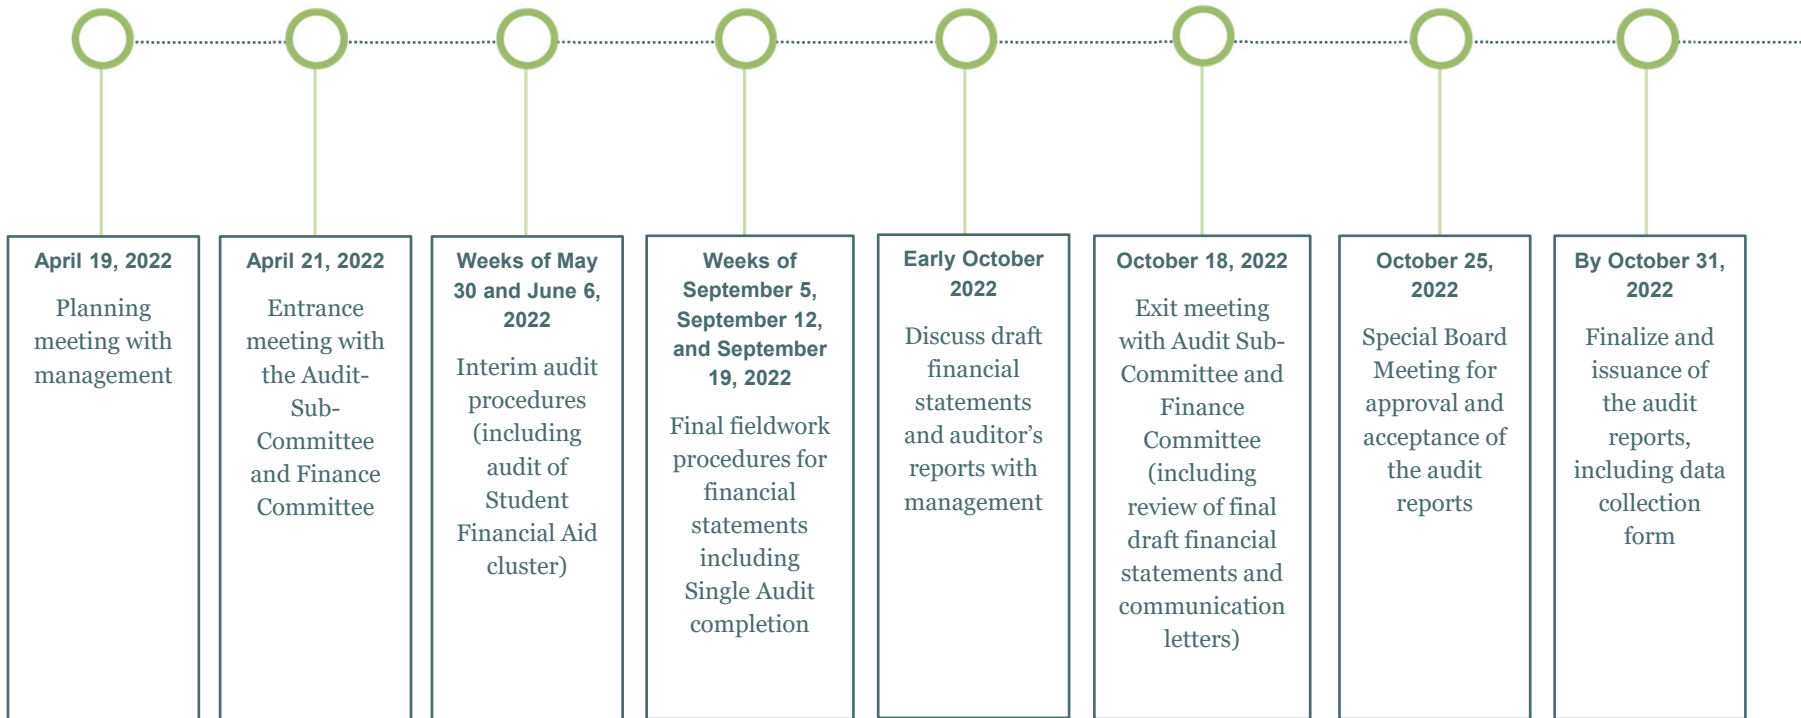 April 19, 2022
Planning
meeting with
management
April 21, 2022
Entrance
meeting with
the Audit-
Sub-
Committee
and Finance
Committee
Weeks of May
30 and June 6,
2022
Interim audit
procedures
(including
audit of
Student
Financial Aid
cluster)
Weeks of
September 5,
September 12,
and September
19, 2022
Final fieldwork
procedures for
financial
statements
including
Single Audit
completion
Early October
2022
Discuss draft
financial
statements
and auditor’s
reports with
management
October 18, 2022
Exit meeting
with Audit Sub-
Committee and
Finance
Committee
(including
review of final
draft financial
statements and
communication
letters)
October 25,
2022
Special Board
Meeting for
approval and
acceptance of
the audit
reports
By October 31,
2022
Finalize and
issuance of
the audit
reports,
including data
collection
form